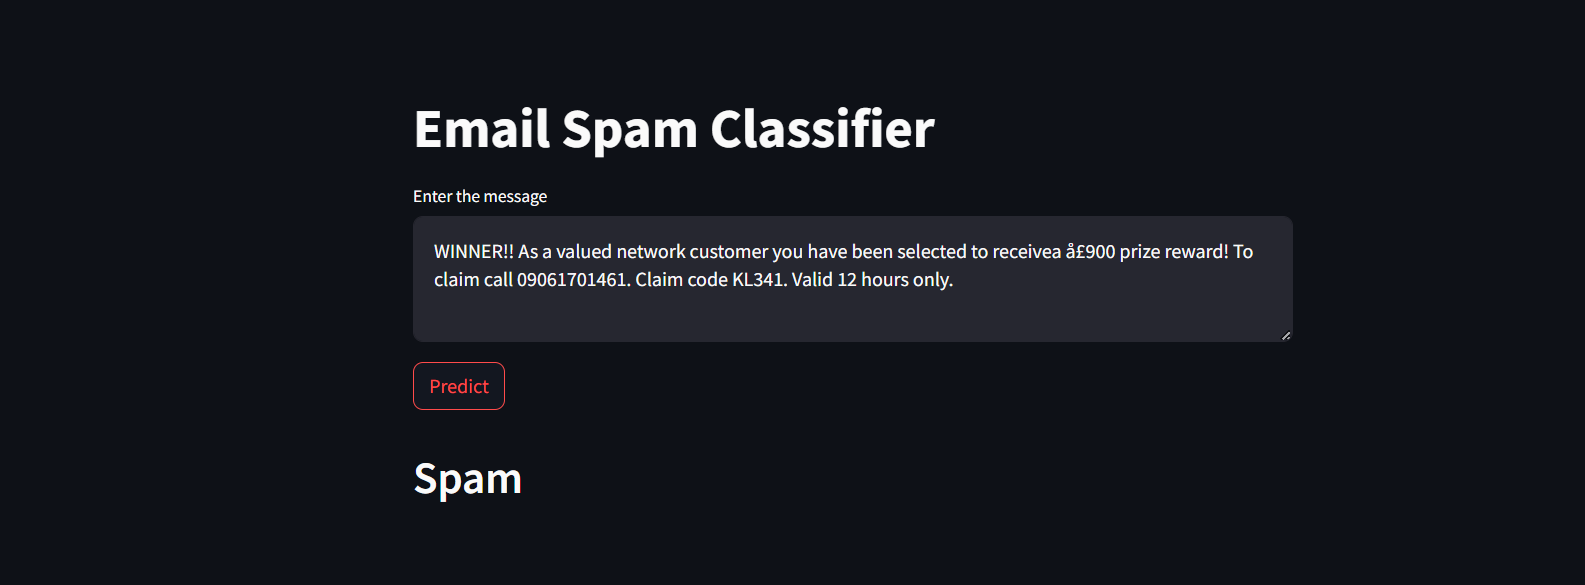 Email Spam Classifier
Enter the message
WINNER!! As a valued network customer you have been selected to receivea å£900 prize reward! To
claim call 09061701461. Claim code KL341. Valid 12 hours only.
Predict
Spam